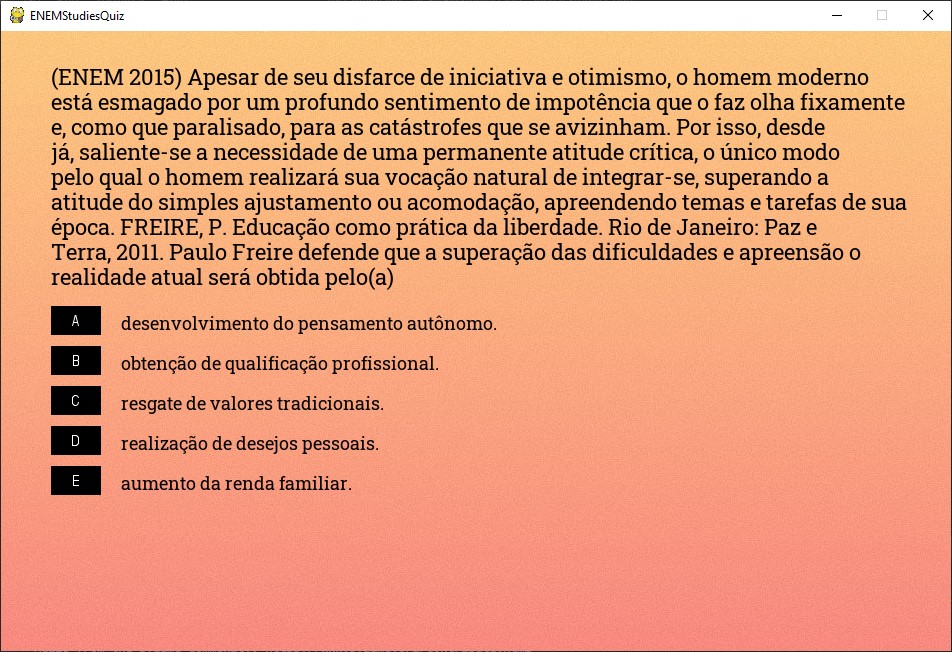 ENEMStudiesQuiz
(ENEM 2015) Apesar de seu disfarce de iniciativa e otimismo, o homem moderno
está esmagado por um profundo sentimento de impotência que o faz olha fixamente
e, como que paralisado, para as catástrofes que se avizinham. Por isso, desde
já, saliente-se a necessidade de uma permanente atitude crítica, o único modo
pelo qual o homem realizará sua vocação natural de integrar-se, superando a
atitude do simples ajustamento ou acomodação, apreendendo temas e tarefas de sua
época. FREIRE, P. Educação como prática da liberdade. Rio de Janeiro: Paz e
Terra, 2011. Paulo Freire defende que a superação das dificuldades e apreensão o
realidade atual será obtida pelo(a)
A desenvolvimento do pensamento autônomo.
B obtenção de qualificação profissional.
C resgate de valores tradicionais.
D realização de desejos pessoais.
E aumento da renda familiar.